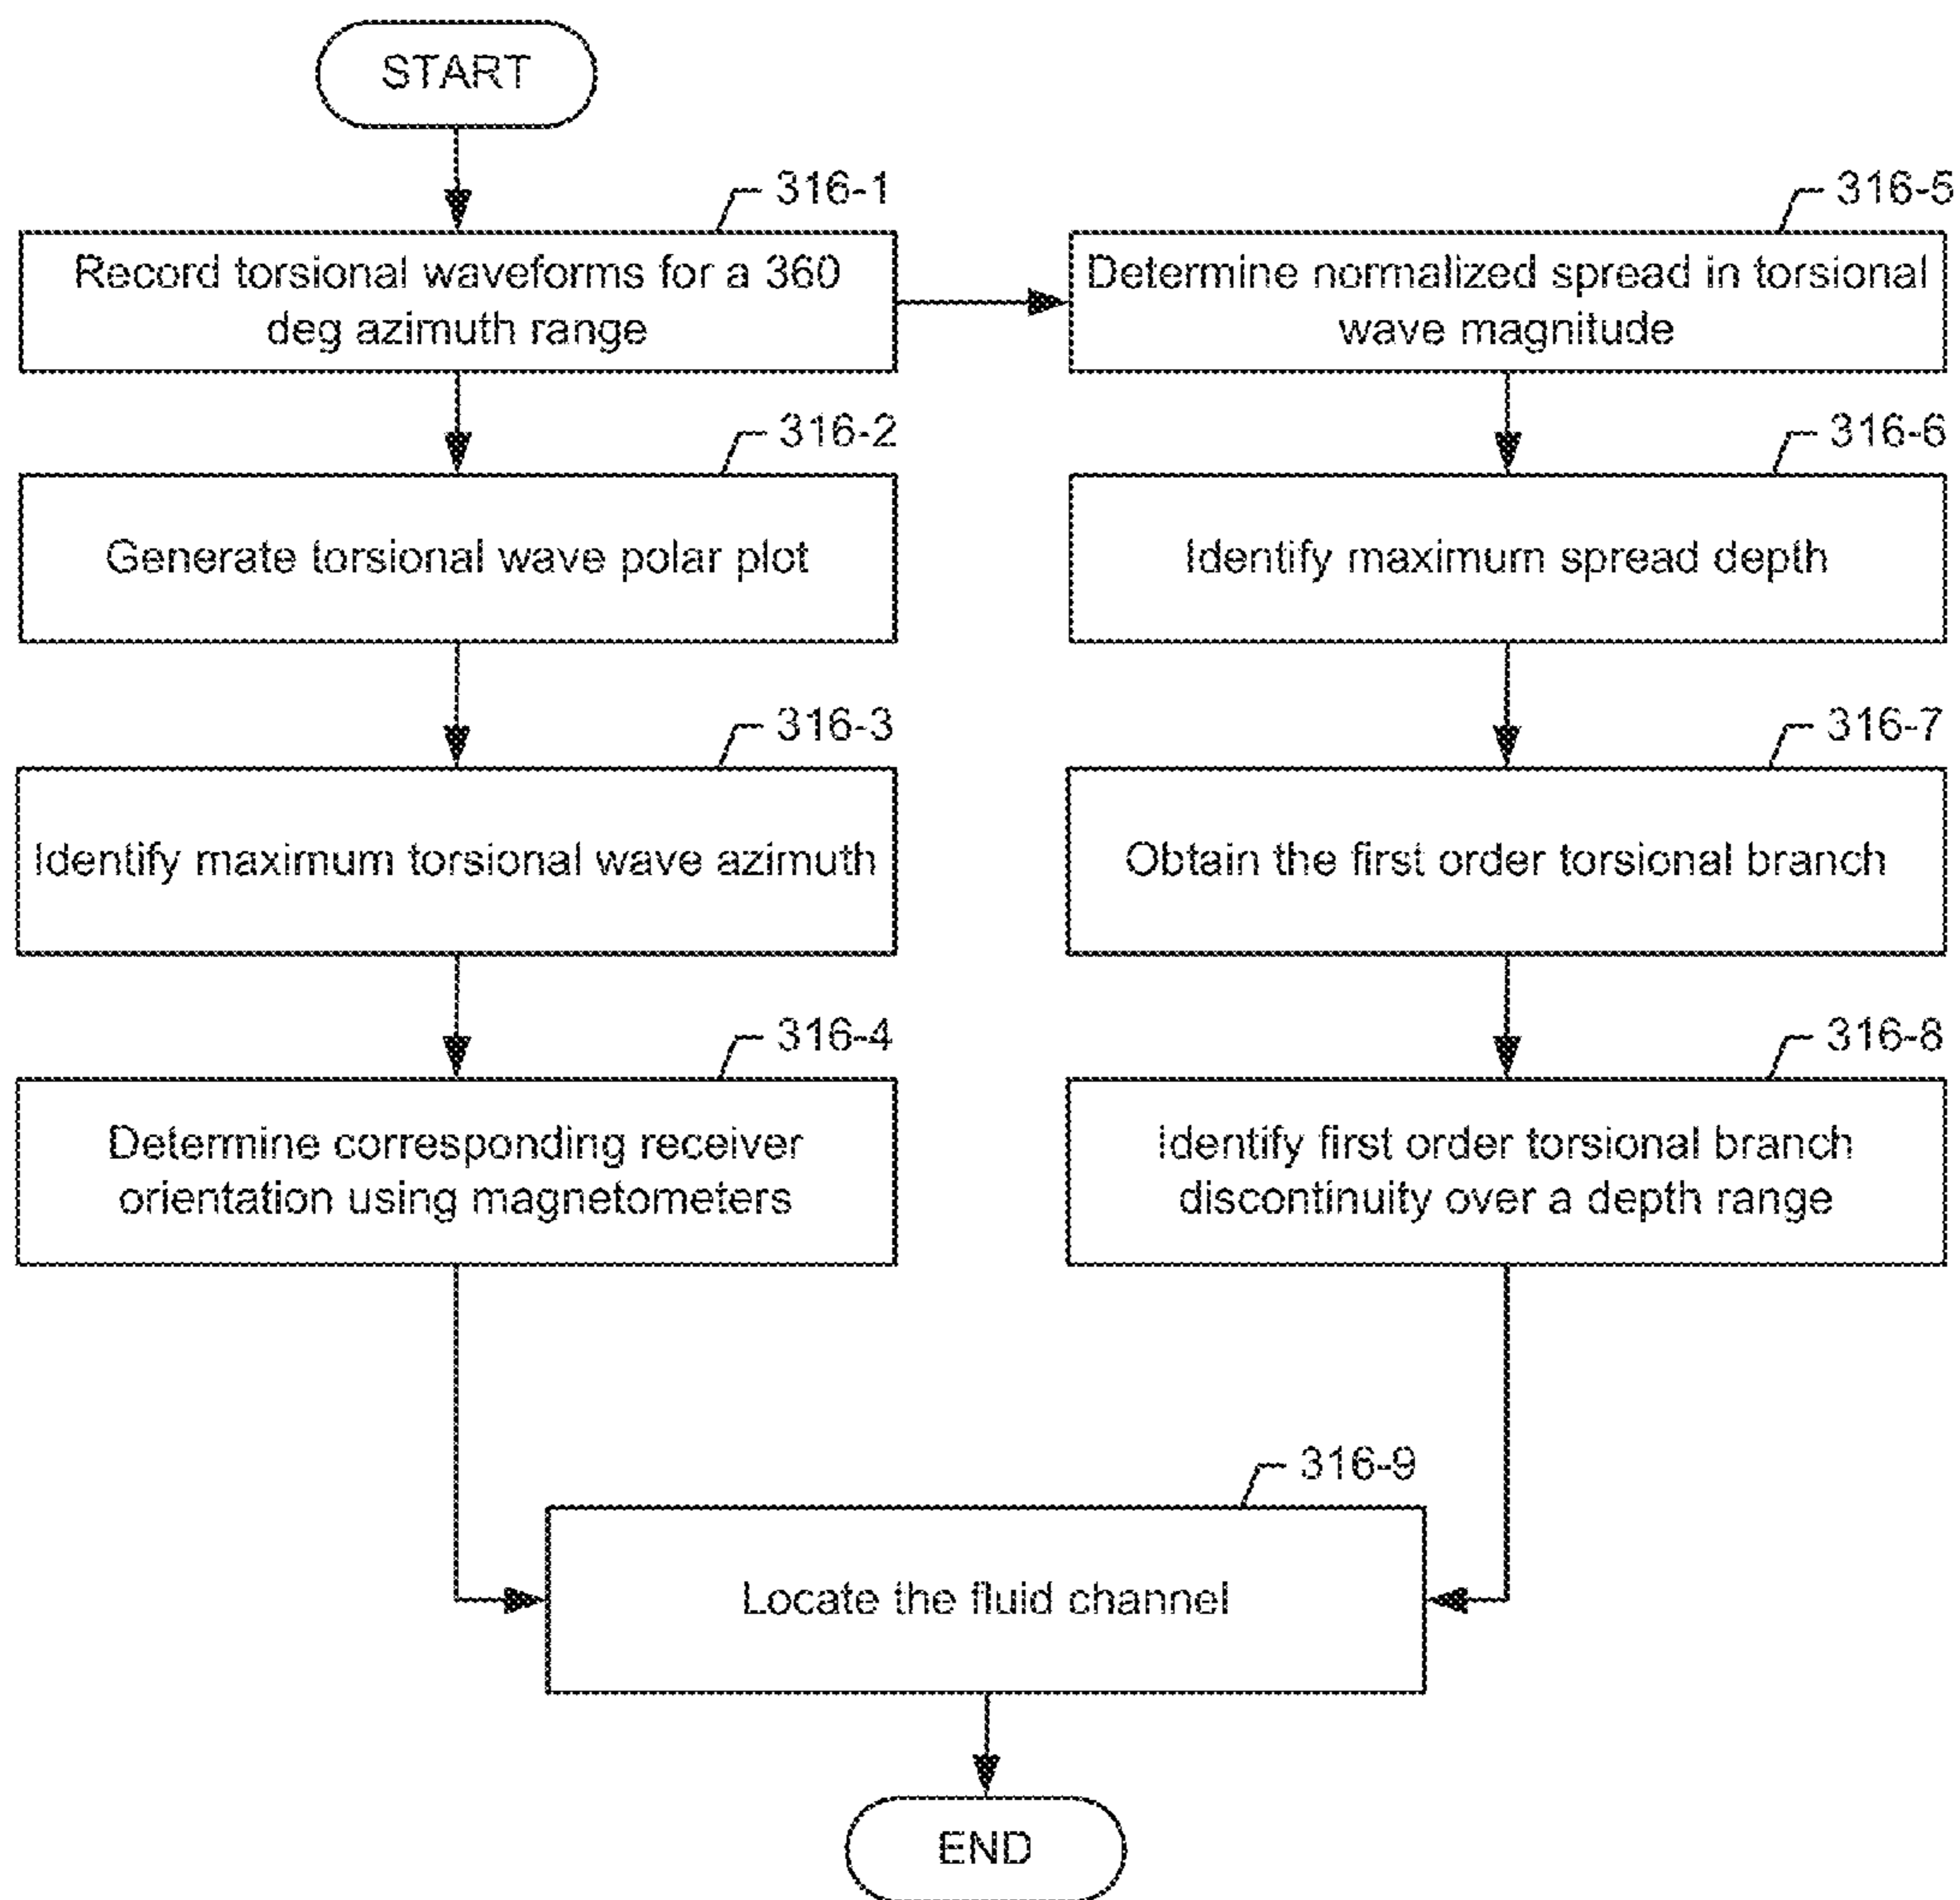 START
316-1
Record torsional waveforms for a 360
deg azimuth range
316-2
Generate torsional wave polar plot
316-3
Identify maximum torsional wave azimuth
316-4
Determine corresponding receiver
orientation using magnetometers
316-5
Determine normalized spread in torsional
wave magnitude
316-6
Identify maximum spread depth
316-7
Obtain the first order torsional branch
316-8
Identify first order torsional branch
discontinuity over a depth range
316-9
Locate the fluid channel
END